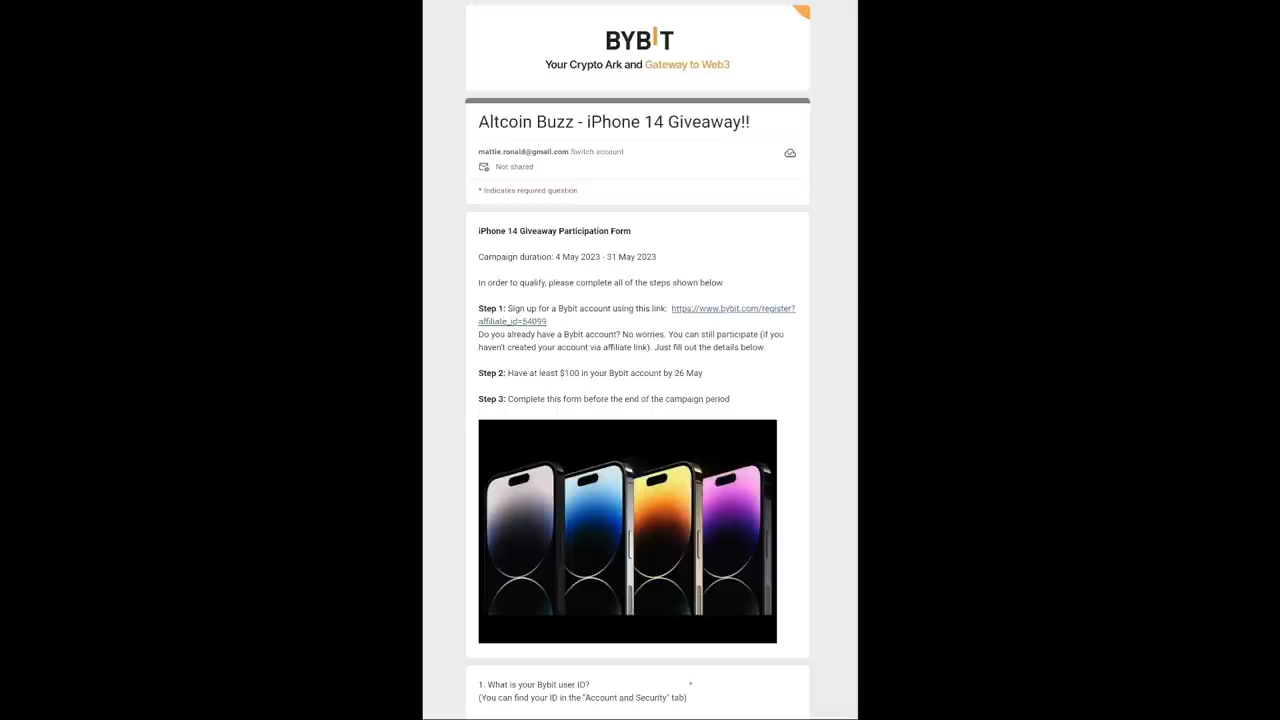 BYBIT
Your Crypto Ark and Gateway to Web3
Altcoin Buzz - iPhone 14 Giveaway!!
mattie.ronald@gmail.com Switch account
Not shared
* Indicates required question
iPhone 14 Giveaway Participation Form
Campaign duration: 4 May 2023 - 31 May 2023
In order to qualify, please complete all of the steps shown below
Step 1: Sign up for a Bybit account using this link: https://www.bybit.com/register?
affiliate_id=54099
Do you already have a Bybit account? No worries. You can still participate (if you
haven't created your account via affiliate link). Just fill out the details below.
Step 2: Have at least $100 in your Bybit account by 26 May
Step 3: Complete this form before the end of the campaign period
1. What is your Bybit user ID? *
(You can find your ID in the "Account and Security" tab)